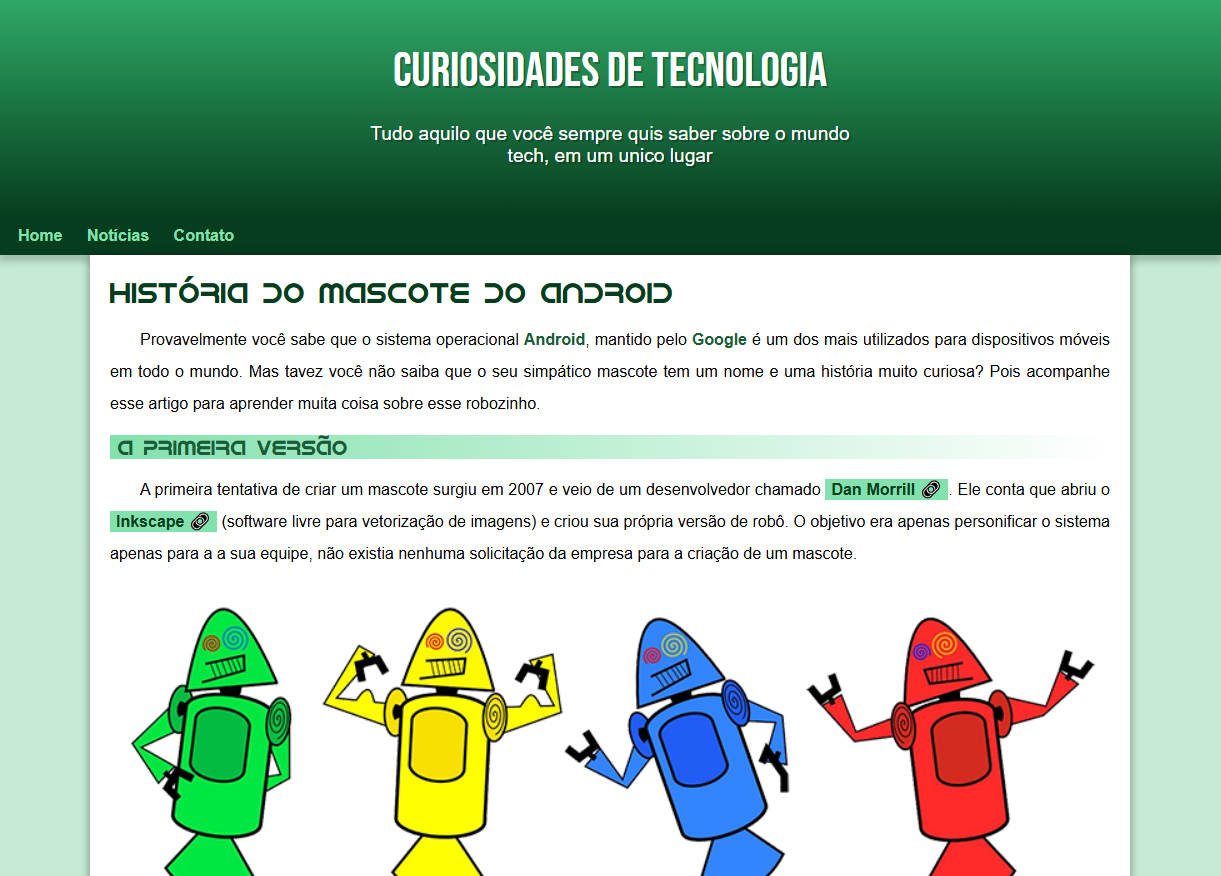 CURIOSIDADES DE TECNOLOGIA
Tudo aquilo que você sempre quis saber sobre o mundo
tech, em um unico lugar
Home Notícias Contato
HISTÓRIA DO MASCOTE DO ANDROID
Provavelmente você sabe que o sistema operacional Android, mantido pelo Google é um dos mais utilizados para dispositivos móveis
em todo o mundo. Mas tavez você não saiba que o seu simpático mascote tem um nome e uma história muito curiosa? Pois acompanhe
esse artigo para aprender muita coisa sobre esse robozinho.
A PRIMEIRA VERSÃO
A primeira tentativa de criar um mascote surgiu em 2007 e veio de um desenvolvedor chamado Dan Morrill. Ele conta que abriu o
Inkscape (software livre para vetorização de imagens) e criou sua própria versão de robô. O objetivo era apenas personificar o sistema
apenas para a a sua equipe, não existia nenhuma solicitação da empresa para a criação de um mascote.